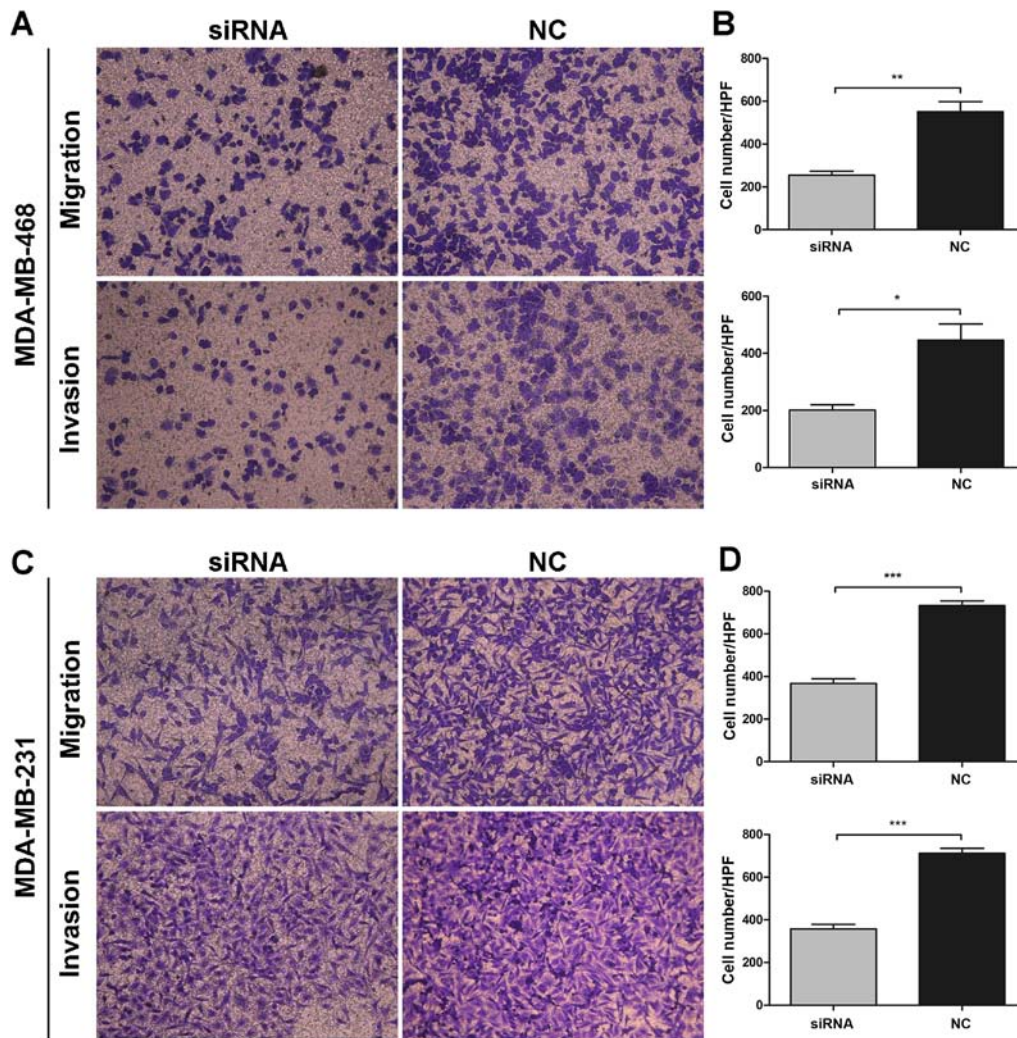 A
siRNA
NC
MDA-MB-468
Migration
Invasion
B
Cell number/HPF
800
600
400
200
0
**
siRNA
NC
Cell number/HPF
600
400
200
0
*
siRNA
NC
C
siRNA
NC
MDA-MB-231
Migration
Invasion
D
Cell number/HPF
800
600
400
200
0
***
siRNA
NC
Cell number/HPF
800
600
400
200
0
***
siRNA
NC